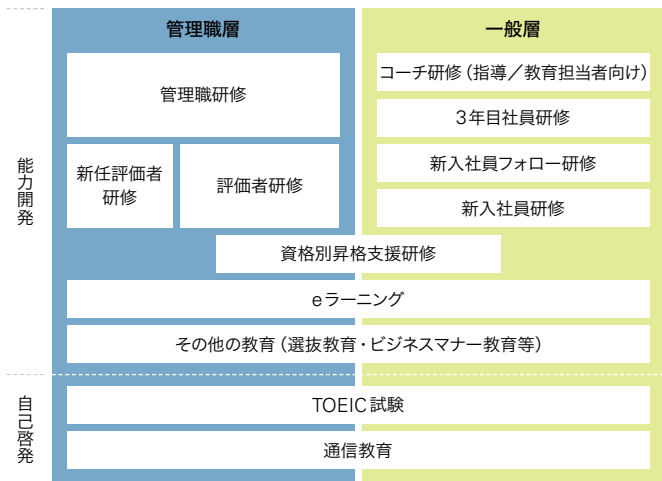 管理職層
一般層
能力開発
管理職研修
新任評価者
研修
評価者研修
コーチ研修（指導／教育担当者向け）
3年目社員研修
新入社員フォロー研修
新入社員研修
資格別昇格支援研修
eラーニング
その他の教育（選抜教育・ビジネスマナー教育等）
自己啓発
TOEIC試験
通信教育